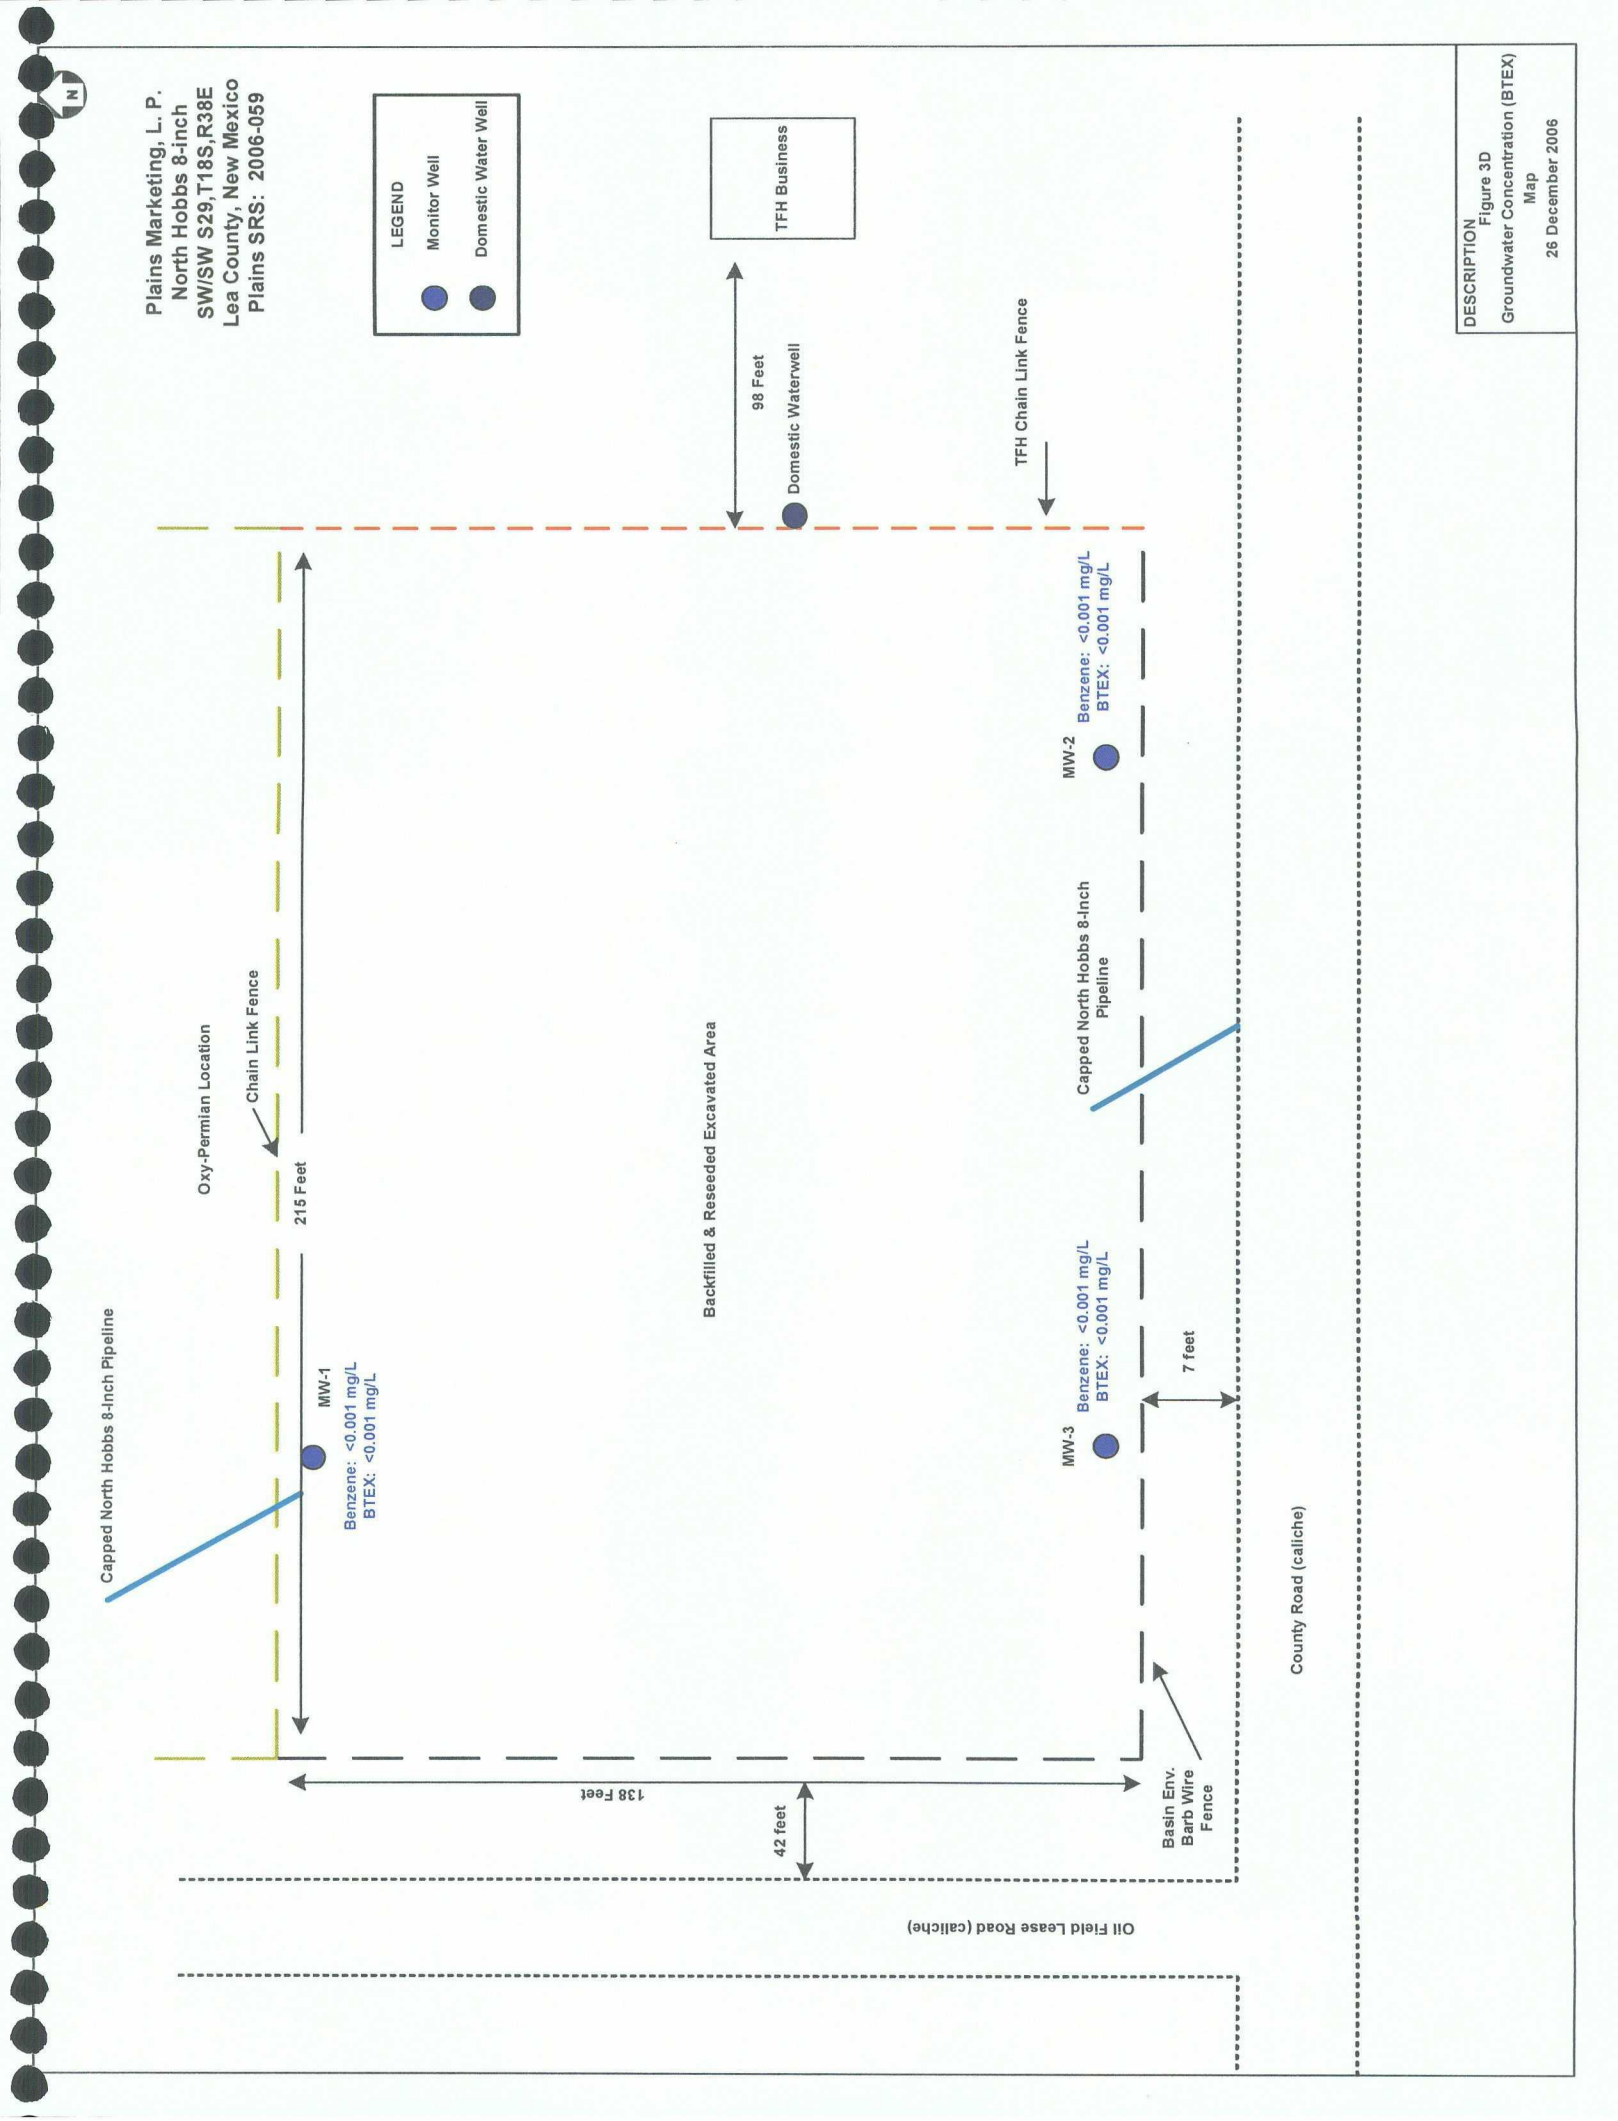 N
Plains Marketing, L. P.
North Hobbs 8-inch
SW/SW S29,T18S,R38E
Lea County, New Mexico
Plains SRS: 2006-059
LEGEND
Monitor Well
Domestic Water Well
Capped North Hobbs 8-Inch Pipeline
Oxy-Permian Location
Chain Link Fence
215 Feet
MW-1
Benzene: <0.001 mg/L
BTEX: <0.001 mg/L
TFH Business
98 Feet
Domestic Waterwell
TFH Chain Link Fence
Backfilled & Reseeded Excavated Area
138 Feet
42 feet
Oil Field Lease Road (caliche)
MW-3
Benzene: <0.001 mg/L
BTEX: <0.001 mg/L
Capped North Hobbs 8-Inch
Pipeline
MW-2
Benzene: <0.001 mg/L
BTEX: <0.001 mg/L
7 feet
Basin Env.
Barb Wire
Fence
County Road (caliche)
DESCRIPTION
Figure 3D
Groundwater Concentration (BTEX)
Map
26 December 2006